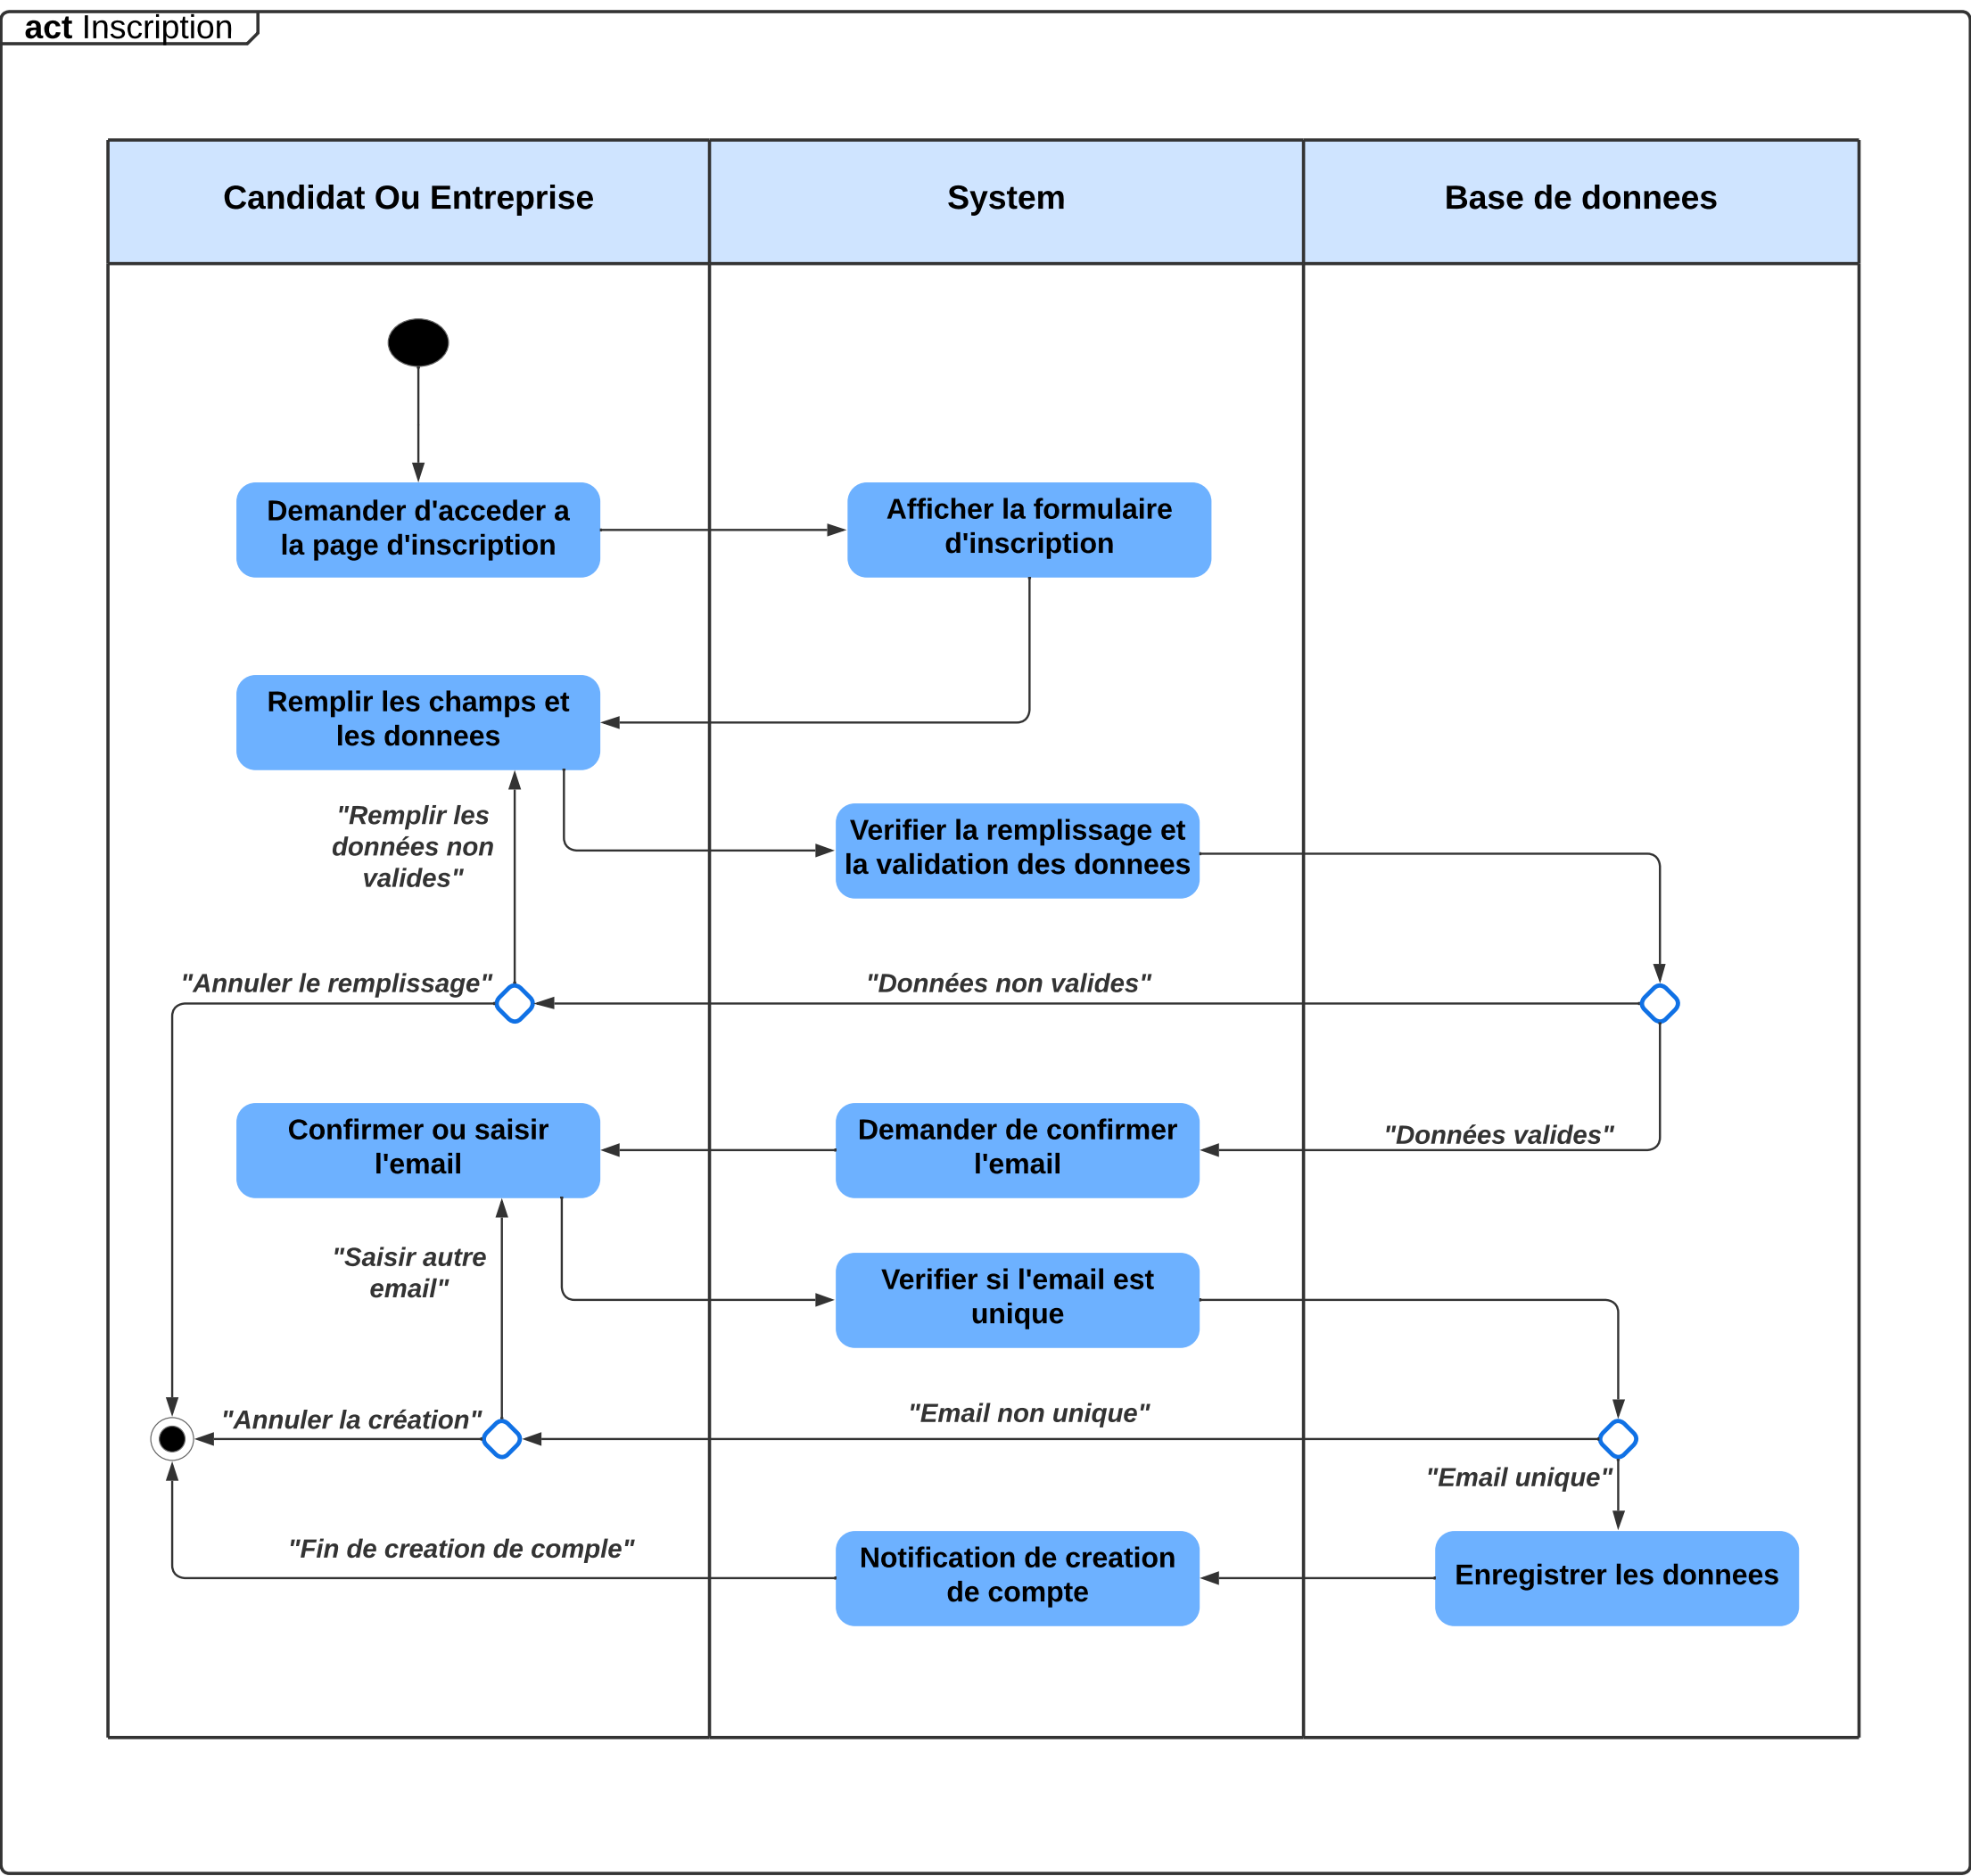 act Inscription
Candidat Ou Entreprise
System
Base de donnees
Demander d'acceder a
la page d'inscription
Afficher la formulaire
d'inscription
Remplir les champs et
les donnees
"Remplir les
données non
valides"
Verifier la remplissage et
la validation des donnees
"Annuler le remplissage"
"Données non valides"
Confirmer ou saisir
l'email
Demander de confirmer
l'email
"Données valides"
"Saisir autre
email"
Verifier si l'email est
unique
"Annuler la création"
"Email non unique"
"Email unique"
"Fin de creation de comple"
Notification de creation
de compte
Enregistrer les donnees